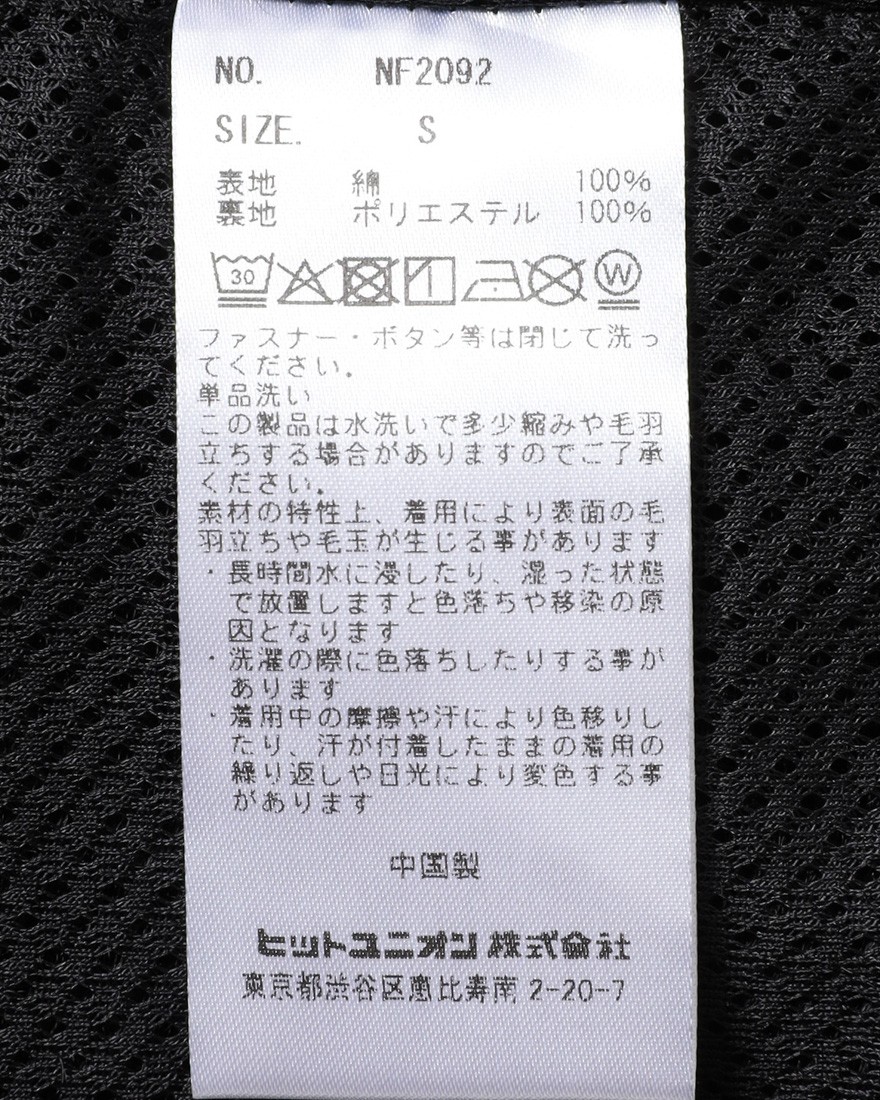 NO. NF2092
SIZE. S
表地 綿 100%
裏地 ポリエステル 100%
30 W
ファスナー・ボタン等は閉じて洗っ
てください.
単品洗い
この製品は水洗いで多少縮みや毛羽
立ちする場合がありますのでご了承
ください.
素材の特性上、着用により表面の毛
羽立ちや毛玉が生じる事があります
・長時間水に浸したり、湿った状態
で放置しますと色落ちや移染の原
因となります
・洗濯の際に色落ちしたりする事が
あります
・着用中の摩擦や汗により色移りし
たり、汗が付着したままの着用の
繰り返しや日光により変色する事
があります
中国製
ヒットユニオン株式会社
東京都渋谷区恵比寿南 2-20-7